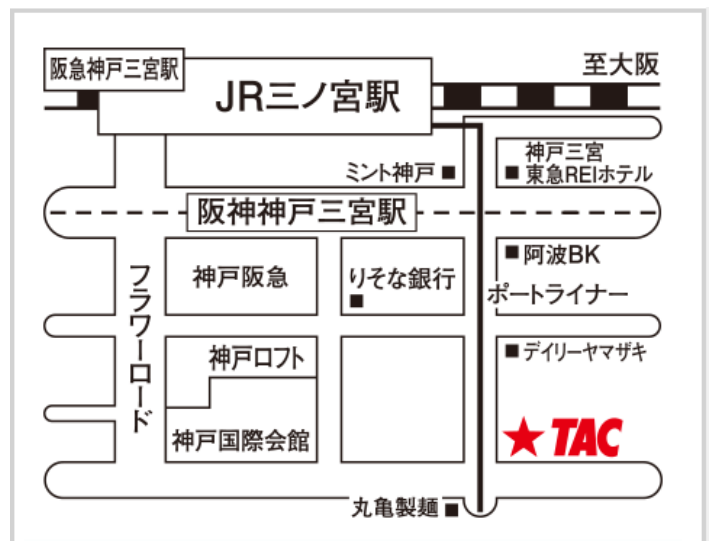 阪急神戸三宮駅
JR三ノ宮駅
至大阪
ミント神戸
神戸三宮
東急REIホテル
阪神神戸三宮駅
阿波BK
神戸阪急
りそな銀行
ポートライナー
フラワーロード
神戸ロフト
デイリーヤマザキ
神戸国際会館
TAC
丸亀製麺